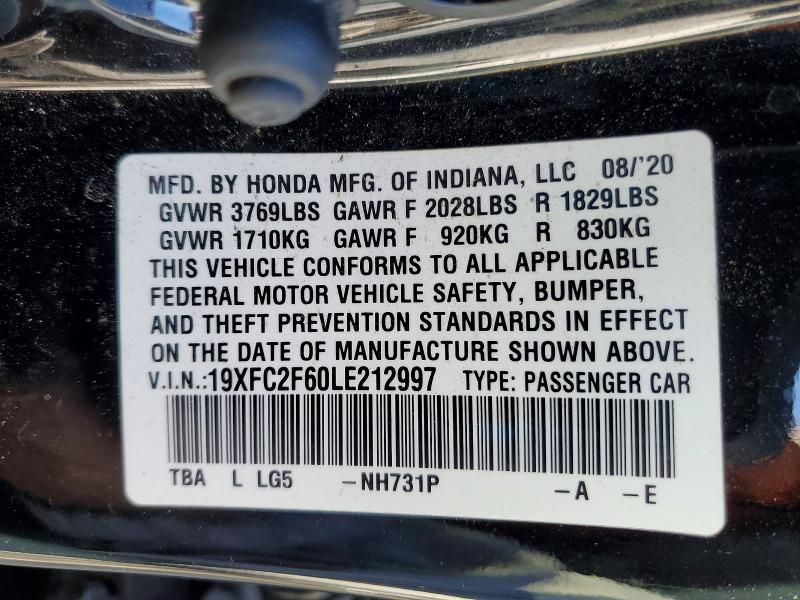 MFD. BY HONDA MFG. OF INDIANA, LLC 08/'20
GVWR 3769LBS GAWR F 2028LBS R 1829LBS
GVWR 1710KG GAWR F 920KG R 830KG
THIS VEHICLE CONFORMS TO ALL APPLICABLE
FEDERAL MOTOR VEHICLE SAFETY, BUMPER,
AND THEFT PREVENTION STANDARDS IN EFFECT
ON THE DATE OF MANUFACTURE SHOWN ABOVE.
V.I.N.:19XFC2F60LE212997 TYPE: PASSENGER CAR
TBA L LG5 -NH731P -A -E